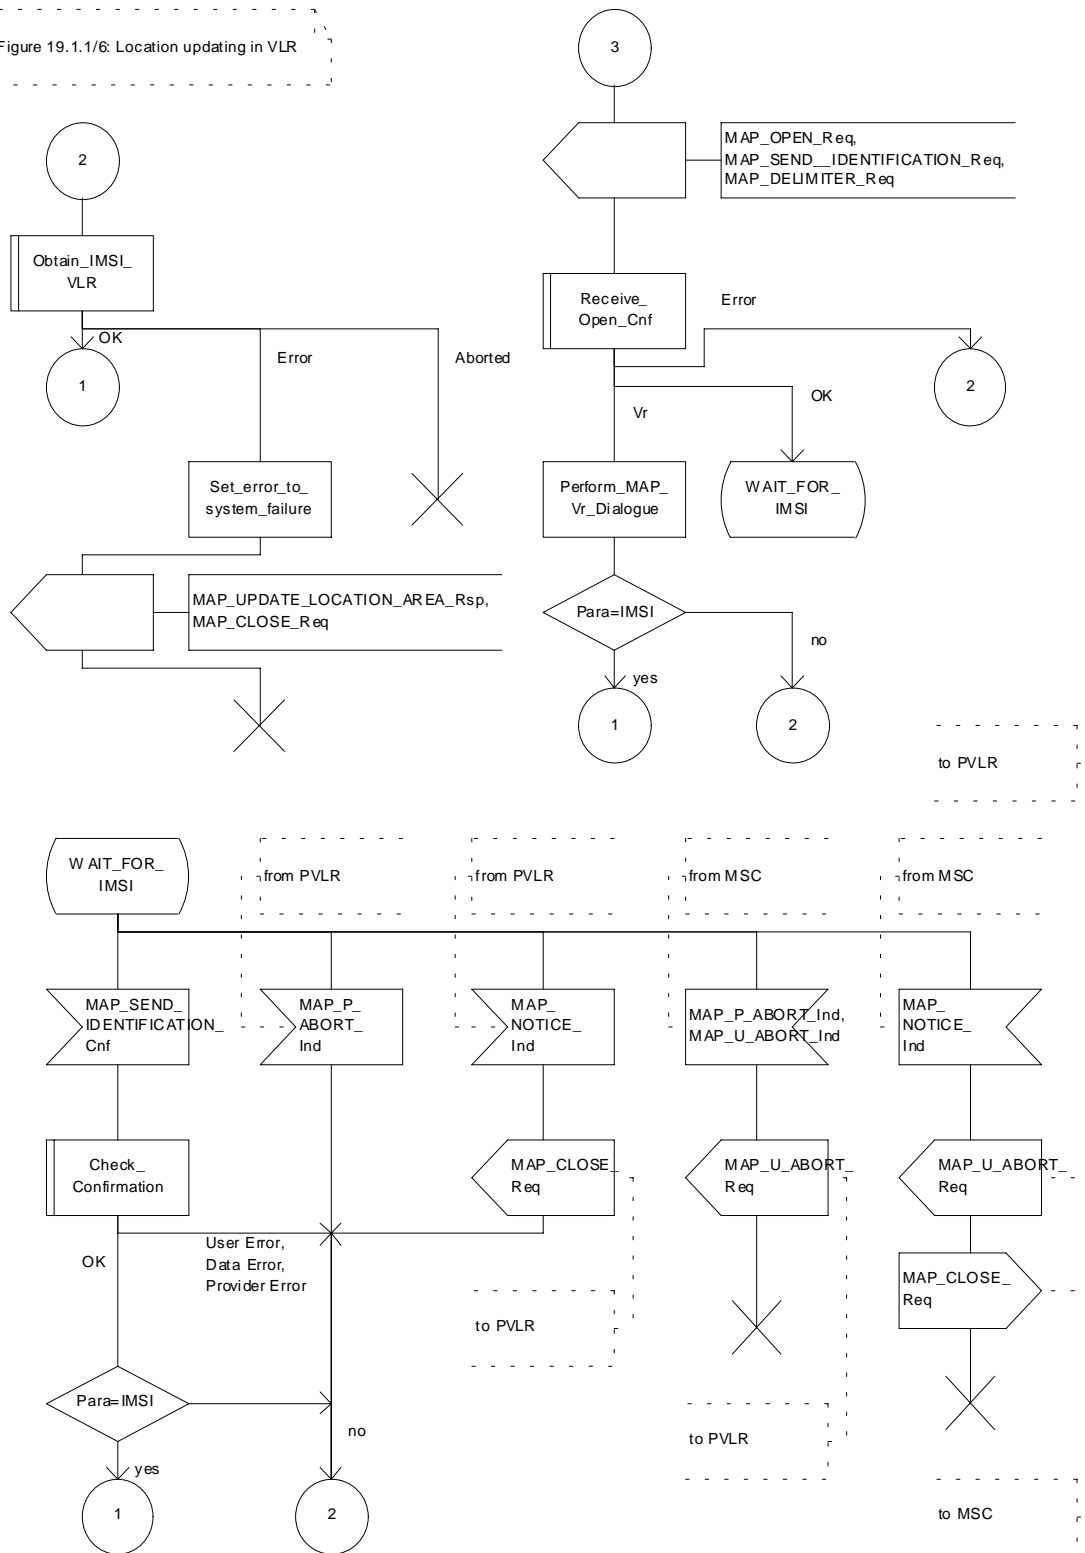 Figure 19.1.1/6: Location updating in VLR
3
2
MAP_OPEN_Req,
MAP_SEND__IDENTIFICATION_Req,
MAP_DELIMITER_Req
Obtain_IMSI_
VLR
Receive_
Open_Cnf
Error
OK
Error
Aborted
1
2
OK
Vr
Set_error_to_
system_failure
Perform_MAP_
Vr_Dialogue
WAIT_FOR_
IMSI
MAP_UPDATE_LOCATION_AREA_Rsp,
MAP_CLOSE_Req
Para=IMSI
no
yes
1
2
to PVLR
WAIT_FOR_
IMSI
from PVLR
from PVLR
from MSC
from MSC
MAP_SEND_
IDENTIFICATION_
Cnf
MAP_P_
ABORT_
Ind
MAP_
NOTICE_
Ind
MAP_P_ABORT_Ind,
MAP_U_ABORT_Ind
MAP_
NOTICE_
Ind
Check_
Confirmation
MAP_CLOSE_
Req
MAP_U_ABORT_
Req
MAP_U_ABORT_
Req
OK
User Error,
Data Error,
Provider Error
MAP_CLOSE_
Req
to PVLR
Para=IMSI
no
to PVLR
yes
1
2
to MSC